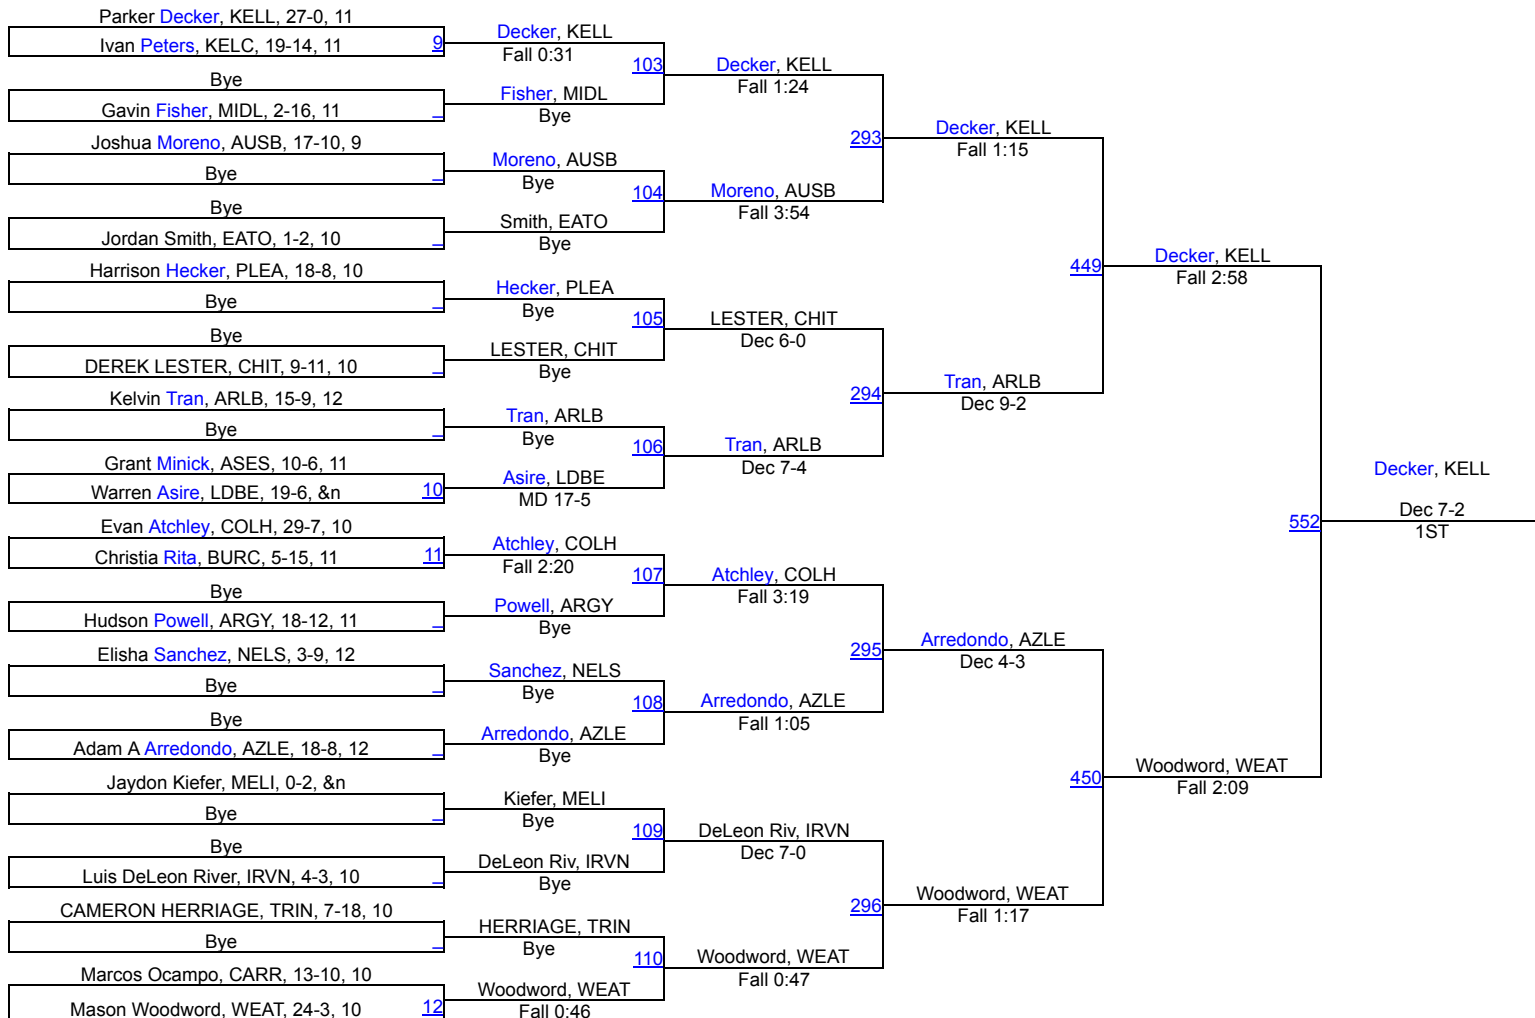 Parker Decker, KELL, 27-0, 11
Ivan Peters, KELC, 19-14, 11
9
Bye
Gavin Fisher, MIDL, 2-16, 11
Joshua Moreno, AUSB, 17-10, 9
Bye
Bye
Jordan Smith, EATO, 1-2, 10
Harrison Hecker, PLEA, 18-8, 10
Bye
Bye
DEREK LESTER, CHIT, 9-11, 10
Kelvin Tran, ARLB, 15-9, 12
Bye
Grant Minick, ASES, 10-6, 11
Warren Asire, LDBE, 19-6, &n
10
Evan Atchley, COLH, 29-7, 10
Christia Rita, BURC, 5-15, 11
11
Bye
Hudson Powell, ARGY, 18-12, 11
Elisha Sanchez, NELS, 3-9, 12
Bye
Bye
Adam A Arredondo, AZLE, 18-8, 12
Jaydon Kiefer, MELI, 0-2, &n
Bye
Bye
Luis DeLeon River, IRVN, 4-3, 10
CAMERON HERRIAGE, TRIN, 7-18, 10
Bye
Marcos Ocampo, CARR, 13-10, 10
Mason Woodword, WEAT, 24-3, 10
12
Decker, KELL
Fall 0:31
103
Fisher, MIDL
Bye
Moreno, AUSB
Bye
104
Smith, EATO
Bye
Hecker, PLEA
Bye
105
LESTER, CHIT
Bye
Tran, ARLB
Bye
106
Asire, LDBE
MD 17-5
Atchley, COLH
Fall 2:20
107
Powell, ARGY
Bye
Sanchez, NELS
Bye
108
Arredondo, AZLE
Bye
Kiefer, MELI
Bye
109
DeLeon Riv, IRVN
Bye
HERRIAGE, TRIN
Bye
110
Woodword, WEAT
Fall 0:46
Decker, KELL
Fall 1:24
293
Moreno, AUSB
Fall 3:54
LESTER, CHIT
Dec 6-0
294
Tran, ARLB
Dec 7-4
Atchley, COLH
Fall 3:19
295
Arredondo, AZLE
Fall 1:05
DeLeon Riv, IRVN
Dec 7-0
296
Woodword, WEAT
Fall 0:47
Decker, KELL
Fall 1:15
449
Tran, ARLB
Dec 9-2
Arredondo, AZLE
Dec 4-3
450
Woodword, WEAT
Fall 1:17
Decker, KELL
Fall 2:58
552
Woodword, WEAT
Fall 2:09
Decker, KELL
Dec 7-2
1ST